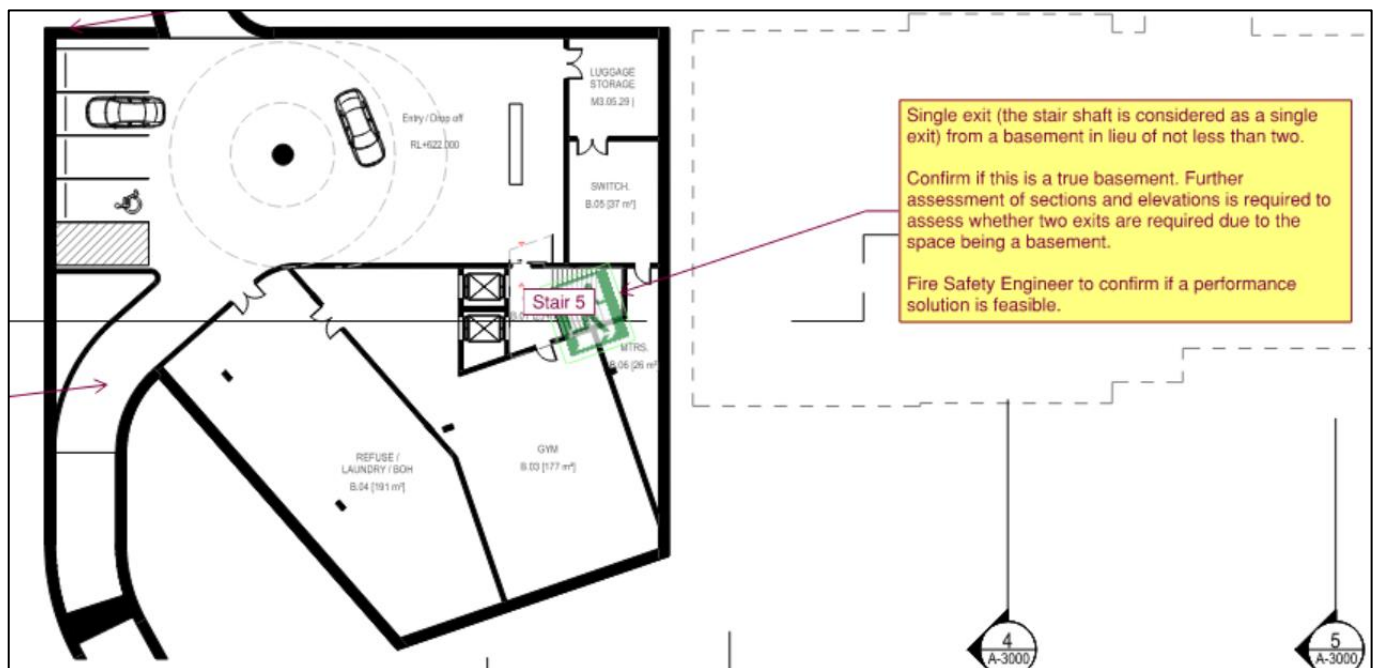 LUGGAGE
STORAGE
M3.05.29 |
Entry / Drop off
RL+622.000
SWITCH.
B.05 [37 m²]
Single exit (the stair shaft is considered as a single
exit) from a basement in lieu of not less than two.
Confirm if this is a true basement. Further
assessment of sections and elevations is required to
assess whether two exits are required due to the
space being a basement.
Fire Safety Engineer to confirm if a performance
solution is feasible.
Stair 5
MTRS.
B.06 [26 m²]
GYM
B.03 [177 m²]
REFUSE /
LAUNDRY / BOH
B.04 [191 m²]
4
A-3000
5
A-3000